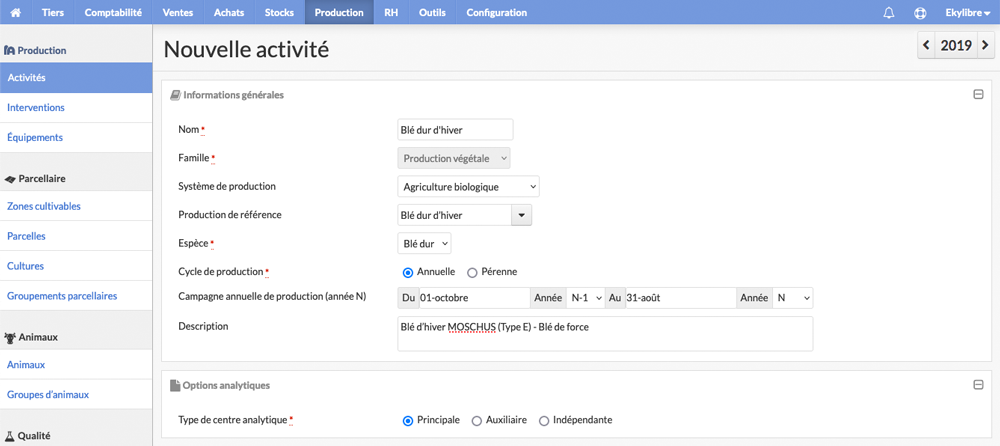 Tiers Comptabilité Ventes Achats Stocks Production RH Outils Configuration Ekylibre
Production
Activités
Interventions
Équipements
Parcellaire
Zones cultivables
Parcelles
Cultures
Groupements parcellaires
Animaux
Animaux
Groupes d'animaux
Qualité
Nouvelle activité
2019
Informations générales
Nom * Blé dur d'hiver
Famille * Production végétale
Système de production Agriculture biologique
Production de référence Blé dur d'hiver
Espèce * Blé dur
Cycle de production * Annuelle Pérenne
Campagne annuelle de production (année N) Du 01-octobre Année N-1 Au 31-août Année N
Description Blé d'hiver MOSCHUS (Type E) - Blé de force
Options analytiques
Type de centre analytique * Principale Auxiliaire Indépendante